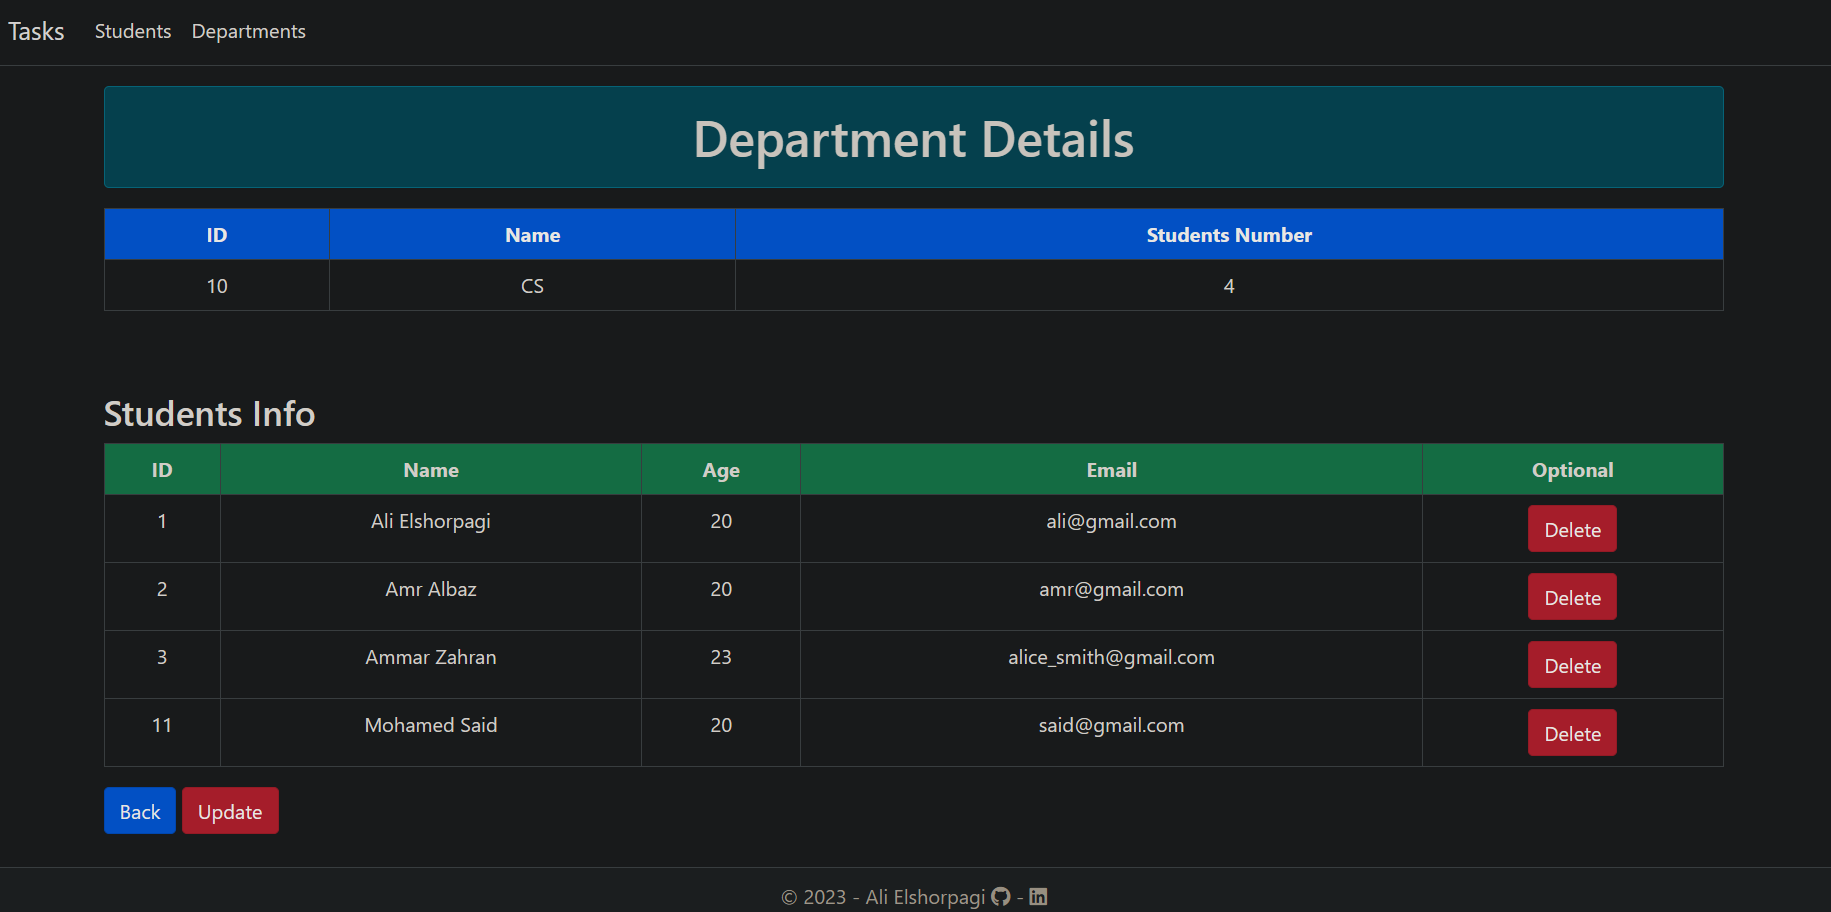 Tasks Students Departments
Department Details
ID Name Students Number
10 CS 4
Students Info
ID Name Age Email Optional
1 Ali Elshorpagi 20 ali@gmail.com Delete
2 Amr Albaz 20 amr@gmail.com Delete
3 Ammar Zahran 23 alice_smith@gmail.com Delete
11 Mohamed Said 20 said@gmail.com Delete
Back Update
© 2023 - Ali Elshorpagi - in